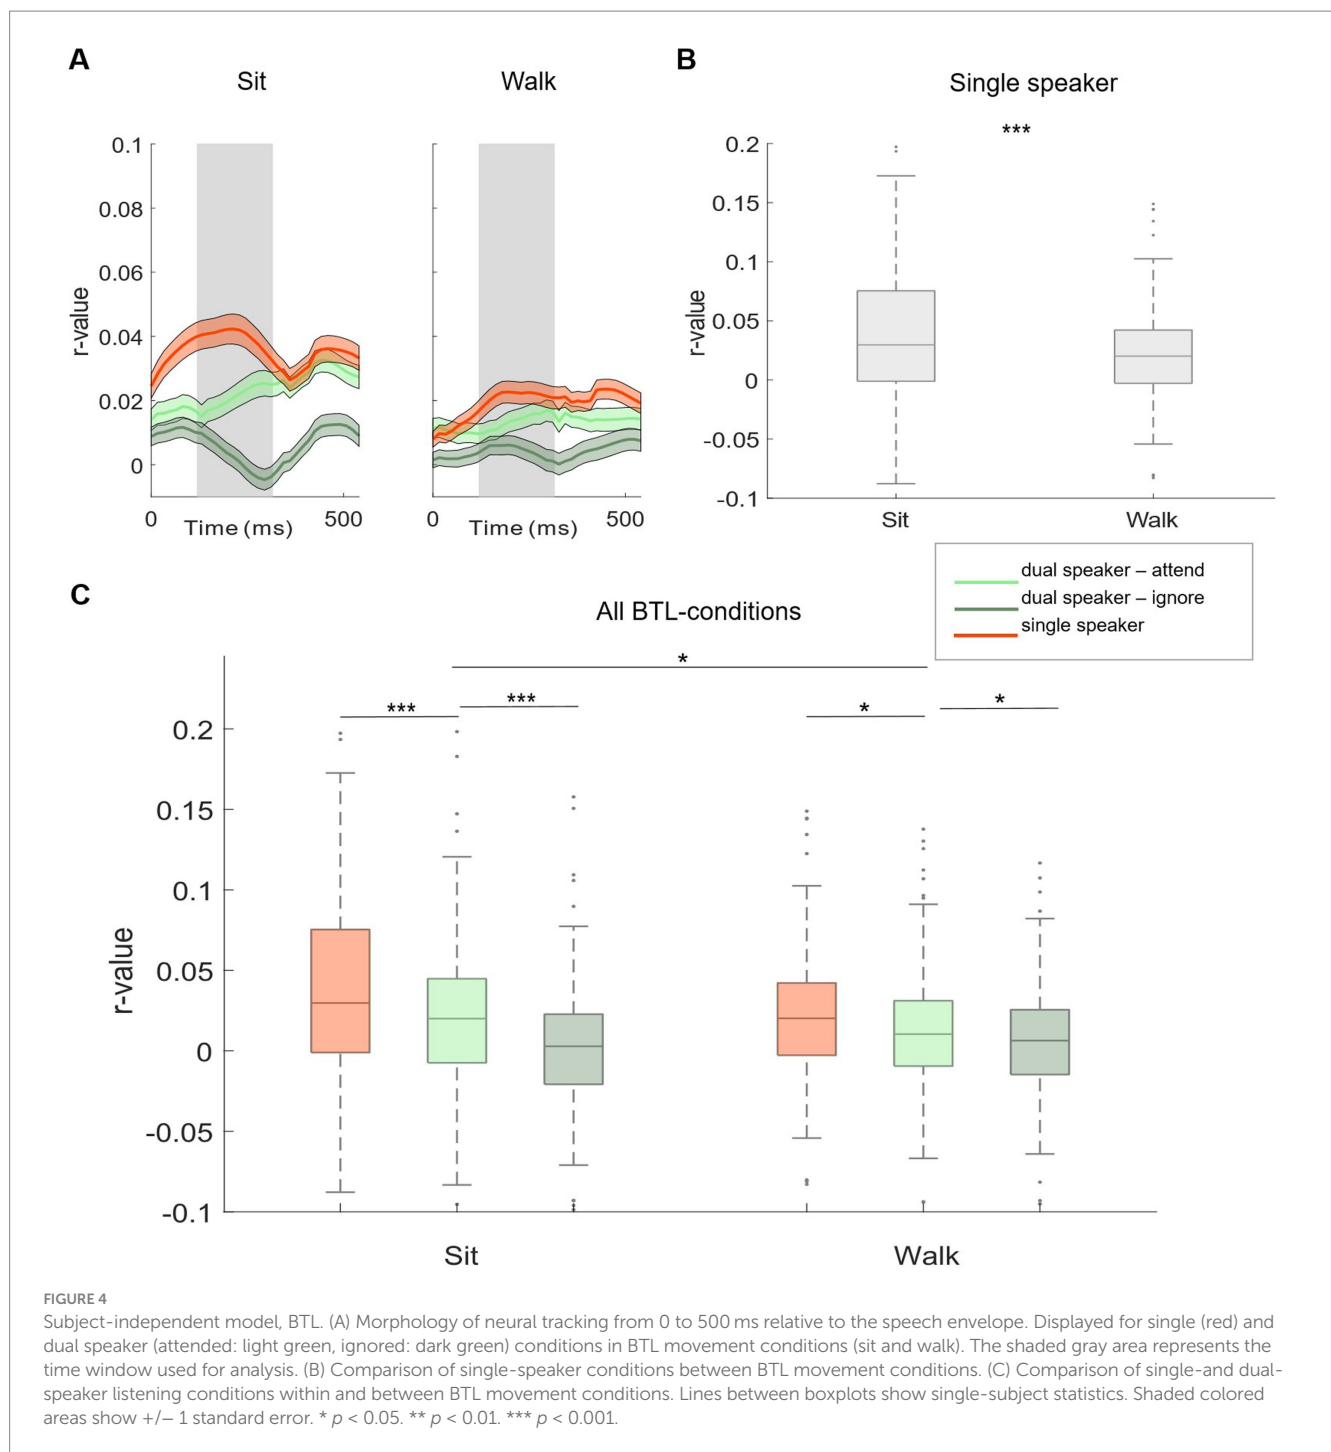 A
Sit
Walk
0.1
0.08
0.06
0.04
0.02
0
r-value
0
Time (ms)
500
0
Time (ms)
500
B
Single speaker
***
0.2
0.15
0.1
0.05
0
-0.05
-0.1
r-value
Sit
Walk
dual speaker – attend
dual speaker – ignore
single speaker
C
All BTL-conditions
*
***
***
*
*
0.2
0.15
0.1
0.05
0
-0.05
-0.1
r-value
Sit
Walk
FIGURE 4
Subject-independent model, BTL. (A) Morphology of neural tracking from 0 to 500 ms relative to the speech envelope. Displayed for single (red) and
dual speaker (attended: light green, ignored: dark green) conditions in BTL movement conditions (sit and walk). The shaded gray area represents the
time window used for analysis. (B) Comparison of single-speaker conditions between BTL movement conditions. (C) Comparison of single-and dual-
speaker listening conditions within and between BTL movement conditions. Lines between boxplots show single-subject statistics. Shaded colored
areas show +/− 1 standard error. * p < 0.05. ** p < 0.01. *** p < 0.001.